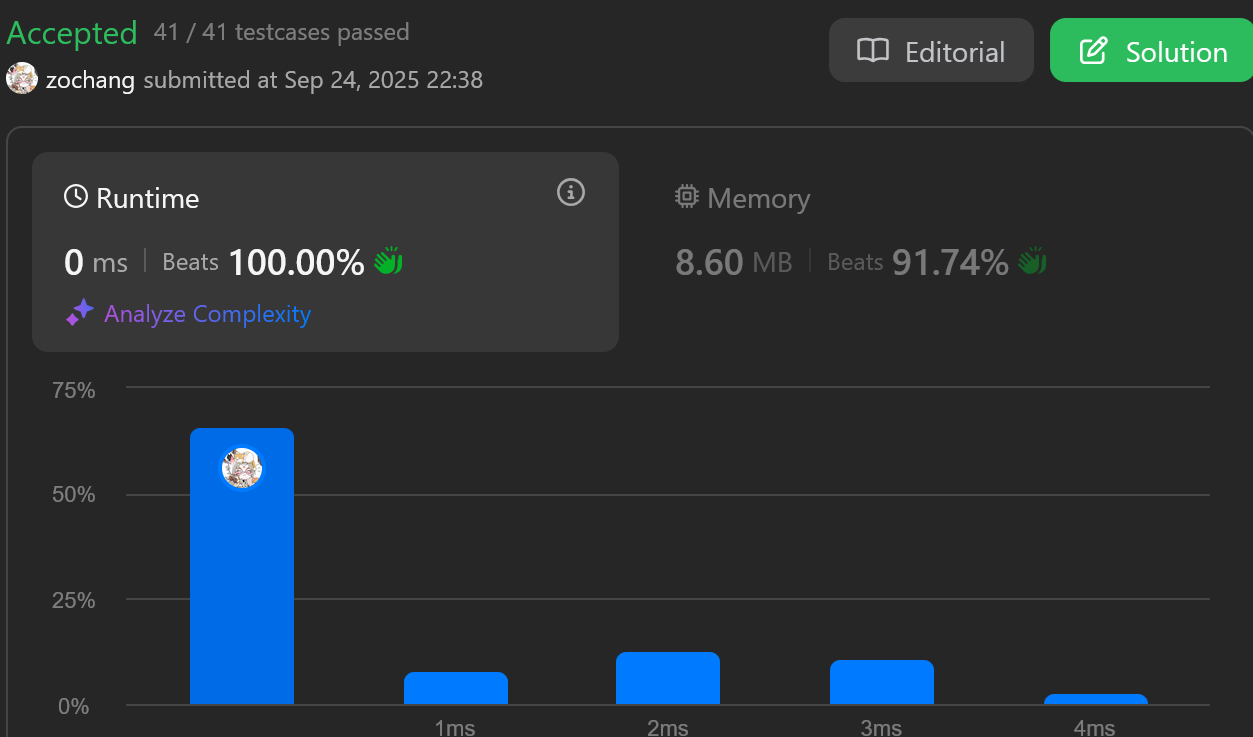 Accepted 41 / 41 testcases passed
zochang submitted at Sep 24, 2025 22:38
Editorial
Solution
Runtime
0 ms Beats 100.00%
Analyze Complexity
Memory
8.60 MB Beats 91.74%
75%
50%
25%
0%
1ms 2ms 3ms 4ms